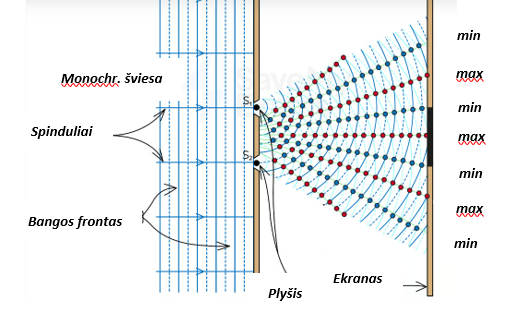 min
Monochr. šviesa
max
S₁
min
Spinduliai
max
S₂
min
Bangos frontas
max
min
Ekranas
Plyšis